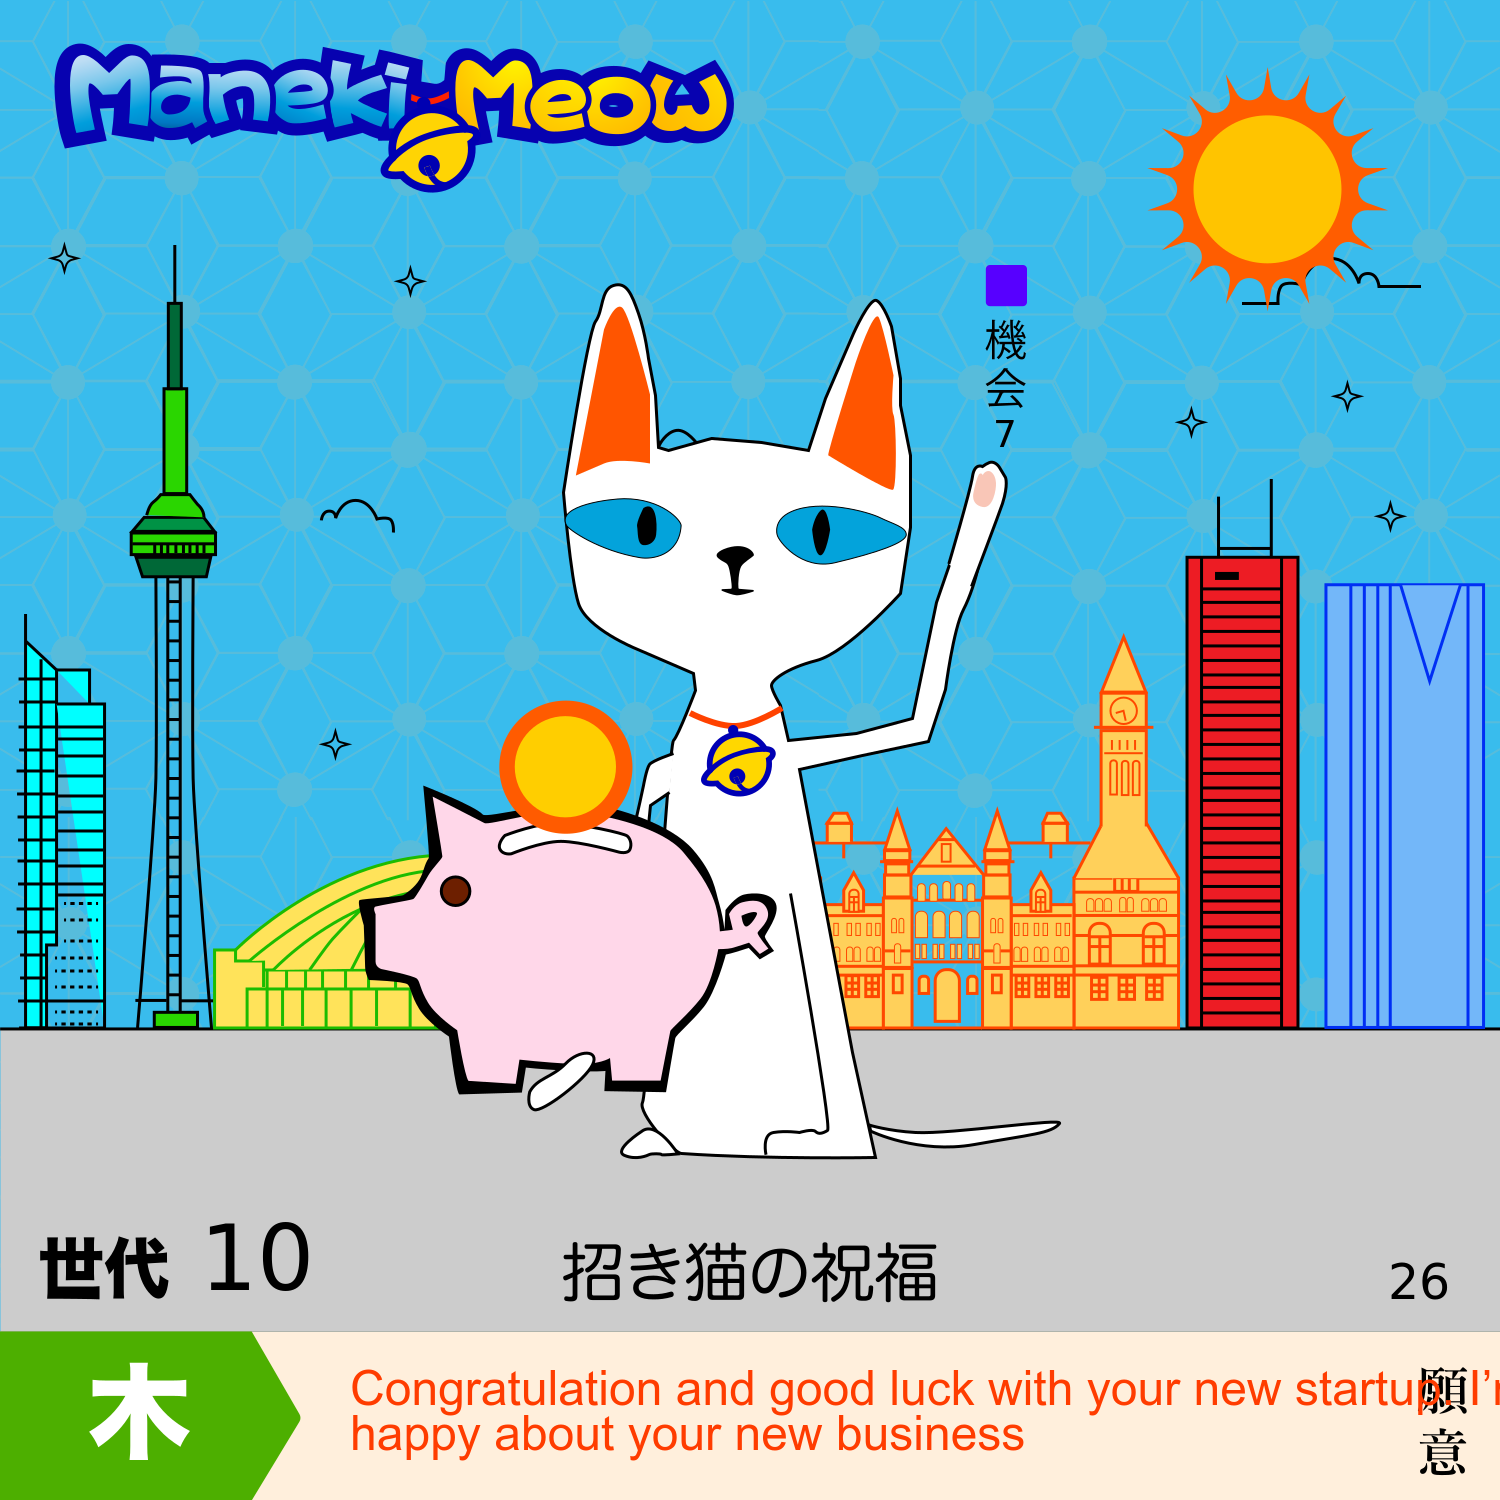 Maneki-Meow
機会7
世代 10
招き猫の祝福
26
木
Congratulation and good luck with your new startup. I’
happy about your new business
願意